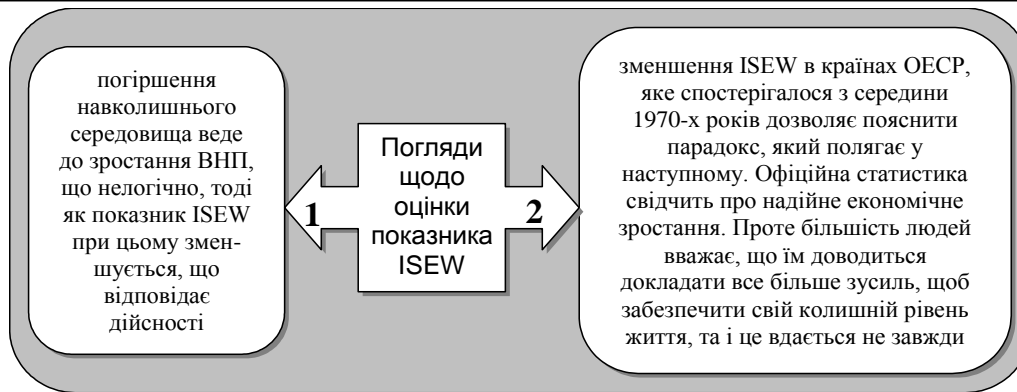 погіршення
навколишнього
середовища веде
до зростання ВНП,
що нелогічно, тоді
як показник ISEW
при цьому змен-
шується, що
відповідає
дійсності
1
Погляди
щодо
оцінки
показника
ISEW
2
зменшення ISEW в країнах ОЕСР,
яке спостерігалося з середини
1970-х років дозволяє пояснити
парадокс, який полягає у
наступному. Офіційна статистика
свідчить про надійне економічне
зростання. Проте більшість людей
вважає, що їм доводиться
докладати все більше зусиль, щоб
забезпечити свій колишній рівень
життя, та і це вдається не завжди